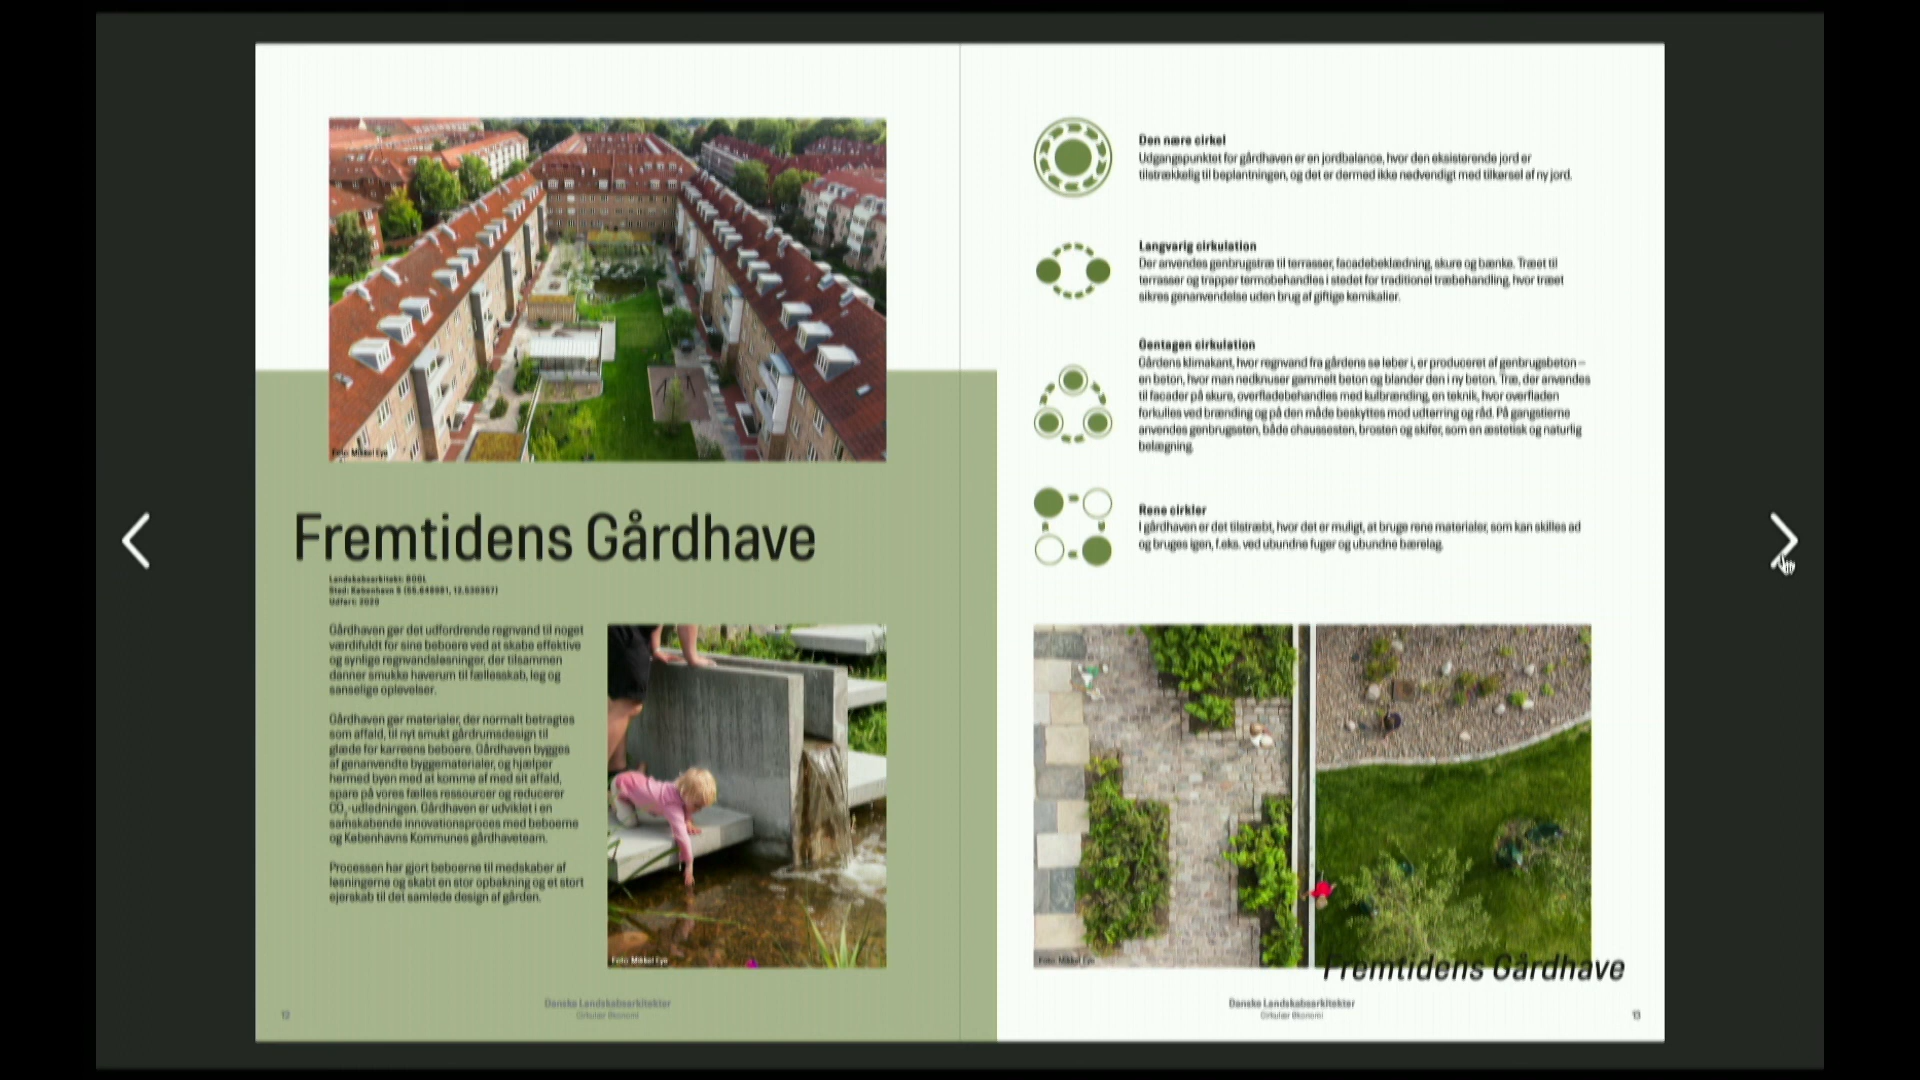 Foto: Mikkel Eye
Fremtidens Gårdhave
Landskabsarkitekt: BOGL
Sted: København S
Udført: 2020
Gårdhaven gør det udfordrende regnvand til noget
værdifuldt for sine beboere ved at skabe effektive
og synlige regnvandsløsninger, der tilsammen
danner smukke haverum til fællesskab, leg og
sanselige oplevelser.
Gårdhaven gør materialer, der normalt betragtes
som affald, til nyt smukt gårdrumsdesign til
glæde for karreens beboere. Gårdhaven bygges
af genanvendte byggematerialer, og hjælper
hermed byen med at komme af med sit affald,
spare på vores fælles ressourcer og reducerer
CO₂-udledningen. Gårdhaven er udviklet i en
samskabende innovationsproces med beboerne
og Københavns Kommunes gårdhaveteam.
Processen har gjort beboerne til medskaber af
løsningerne og skabt en stor opbakning og et stort
ejerskab til det samlede design af gården.
Foto: Mikkel Eye
12
Danske Landskabsarkitekter
Cirkulær Økonomi
Den nære cirkel
Udgangspunktet for gårdhaven er en jordbalance, hvor den eksisterende jord er
tilstrækkelig til beplantningen, og det er dermed ikke nødvendigt med tilkørsel af ny jord.
Langvarig cirkulation
Der anvendes genbrugstræ til terrasser, facadebeklædning, skure og bænke. Træet til
terrasser og trapper termobehandles i stedet for traditionel træbehandling, hvor træet
sikres genanvendelse uden brug af giftige kemikalier.
Gentagen cirkulation
Gårdens klimakant, hvor regnvand fra gårdens sø løber i, er produceret af genbrugsbeton –
en beton, hvor man nedknuser gammelt beton og blander den i ny beton. Træ, der anvendes
til facader på skure, overfladebehandles med kulbrænding, en teknik, hvor overfladen
forkulles ved brænding og på den måde beskyttes mod udtørring og råd. På gangstierne
anvendes genbrugssten, både chaussesten, brosten og skifer, som en æstetisk og naturlig
belægning.
Rene cirkler
I gårdhaven er det tilstræbt, hvor det er muligt, at bruge rene materialer, som kan skilles ad
og bruges igen, f.eks. ved ubundne fuger og ubundne bærelag.
Foto: Mikkel Eye
Fremtidens Gårdhave
Danske Landskabsarkitekter
Cirkulær Økonomi
13